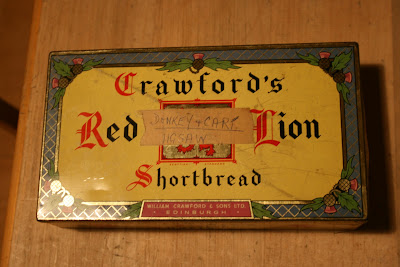 Crawford's
Red Lion
DONKEY & CART
JIGSAW
Shortbread
WILLIAM CRAWFORD & SONS LTD.
EDINBURGH